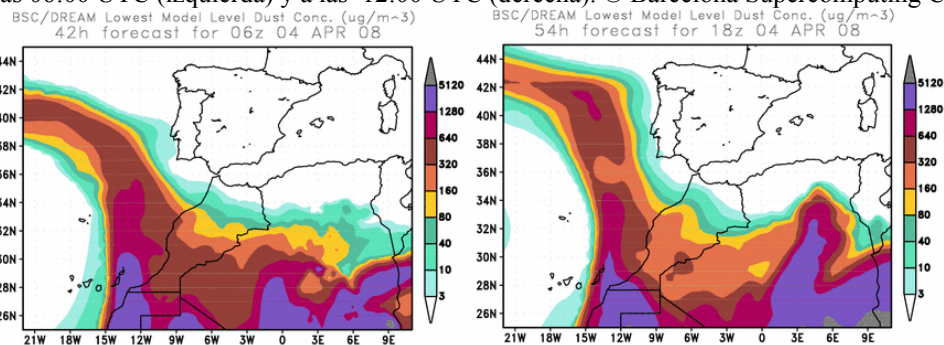 as 06:00 UTC (izquierda) y a las 12:00 UTC (derecha). © Barcelona Supercomputing
BSC/DREAM Lowest Model Level Dust Conc. (ug/m^3)
42h forecast for 06z 04 APR 08
44N
42N
40N
38N
36N
34N
32N
30N
28N
26N
21W 18W 15W 12W 9W 6W 3W 0 3E 6E 9E
5120
1280
640
320
160
80
40
10
3
BSC/DREAM Lowest Model Level Dust Conc. (ug/m^3)
54h forecast for 18z 04 APR 08
44N
42N
40N
38N
36N
34N
32N
30N
28N
26N
21W 18W 15W 12W 9W 6W 3W 0 3E 6E 9E
5120
1280
640
320
160
80
40
10
3